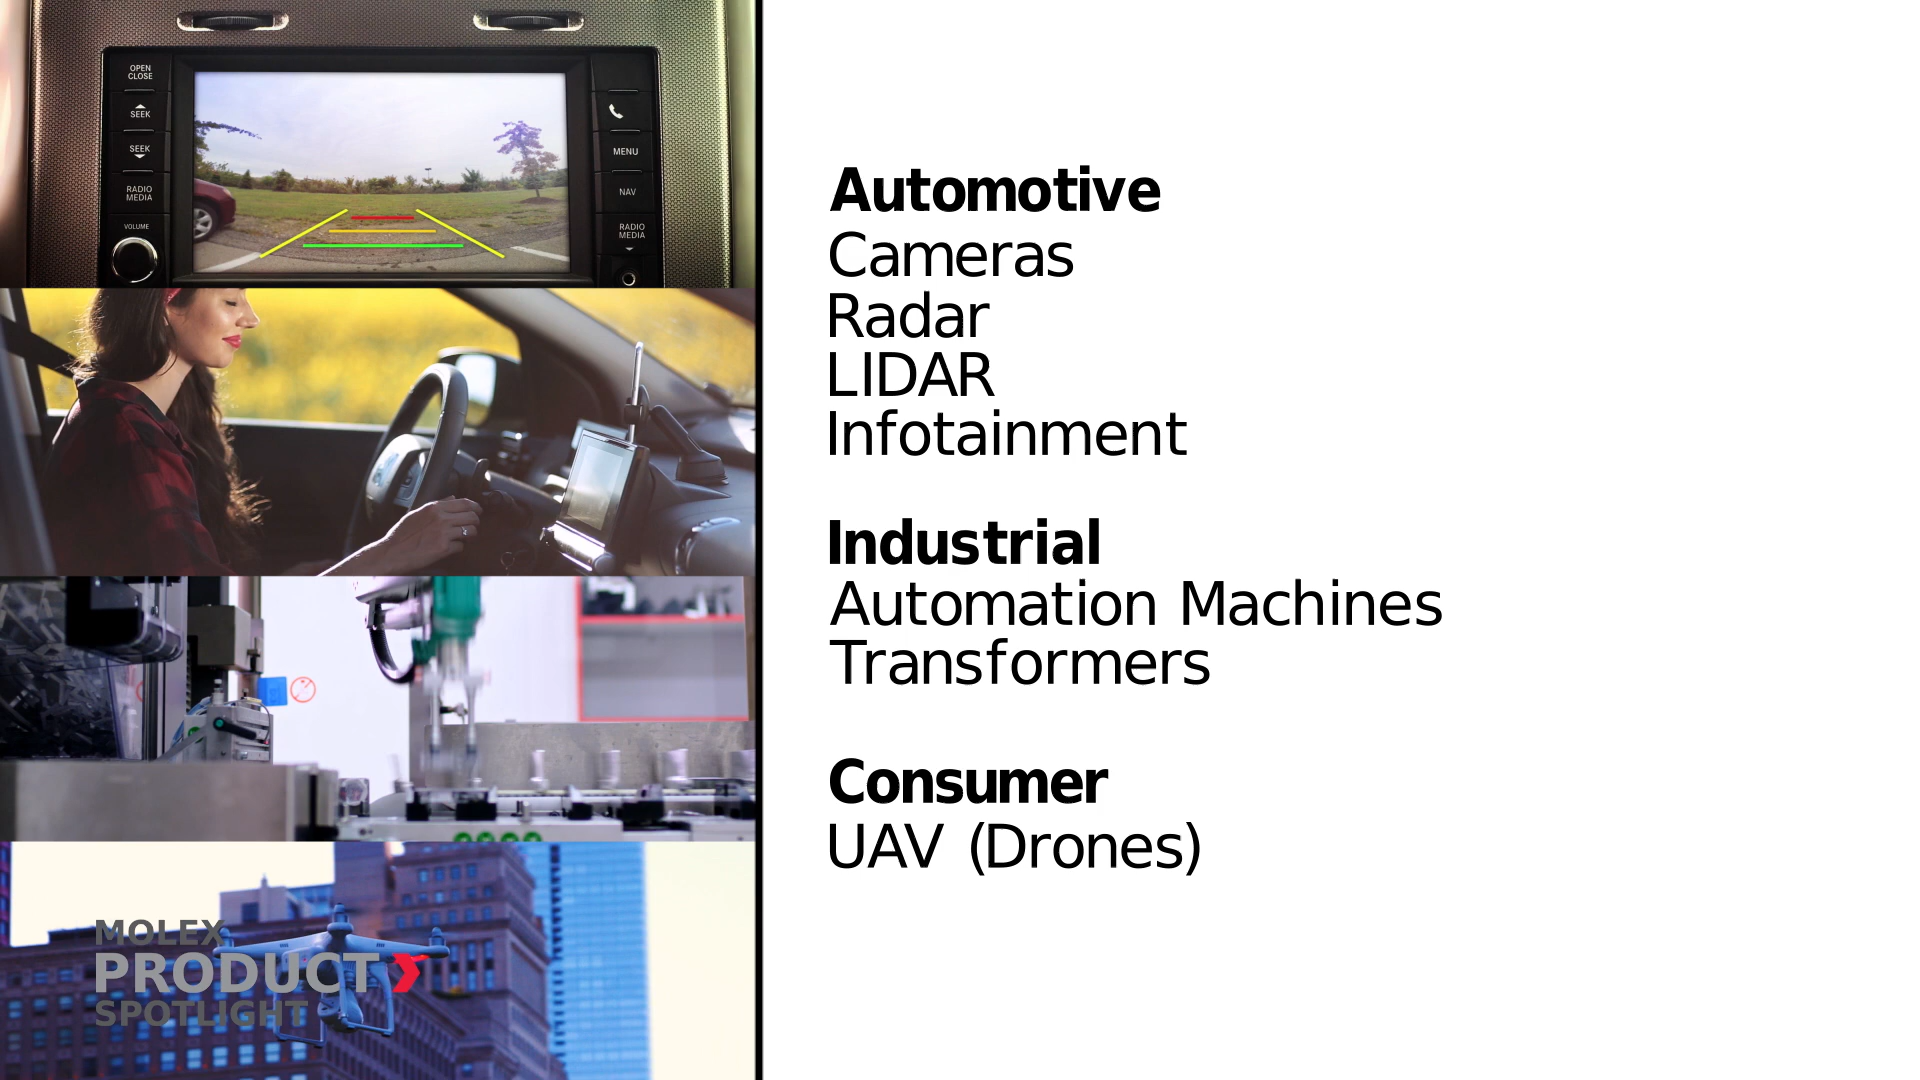 OPEN
CLOSE
SEEK
SEEK
RADIO
MEDIA
VOLUME
MENU
NAV
RADIO
MEDIA
MOLEX
PRODUCT
SPOTLIGHT
Automotive
Cameras
Radar
LIDAR
Infotainment
Industrial
Automation Machines
Transformers
Consumer
UAV (Drones)